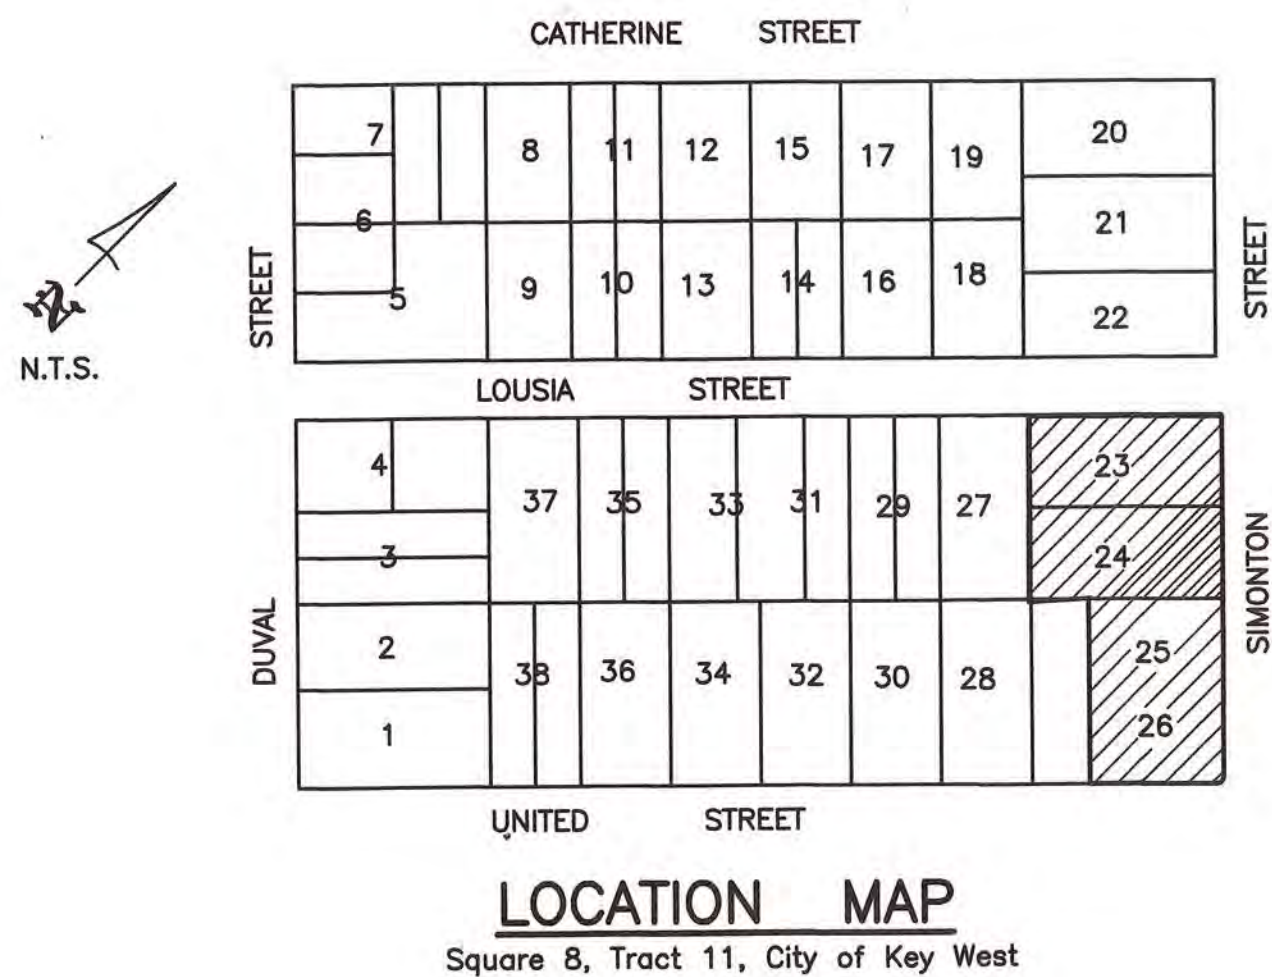 CATHERINE STREET
7 8 11 12 15 17 19 20
6 21
5 9 10 13 14 16 18 22
STREET
STREET
N
N.T.S.
LOUSIA STREET
4 37 35 33 31 29 27 23
3 24
2 38 36 34 32 30 28 25
1 26
DUVAL
SIMONTON
UNITED STREET
LOCATION MAP
Square 8, Tract 11, City of Key West